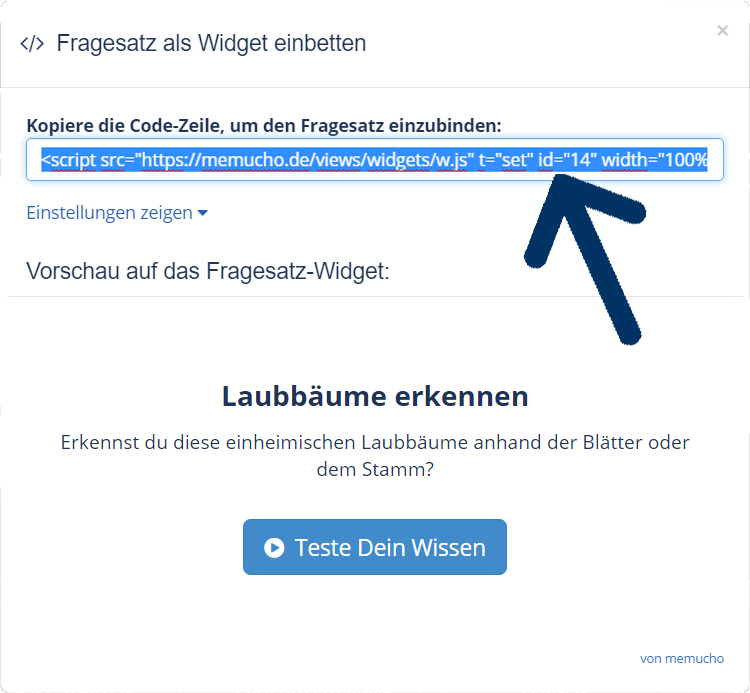 ×
</> Fragesatz als Widget einbetten
Kopiere die Code-Zeile, um den Fragesatz einzubinden:
<script src="https://memucho.de/views/widgets/w.js" t="set" id="14" width="100%
Einstellungen zeigen
Vorschau auf das Fragesatz-Widget:
Laubbäume erkennen
Erkennst du diese einheimischen Laubbäume anhand der Blätter oder
dem Stamm?
Teste Dein Wissen
von memucho